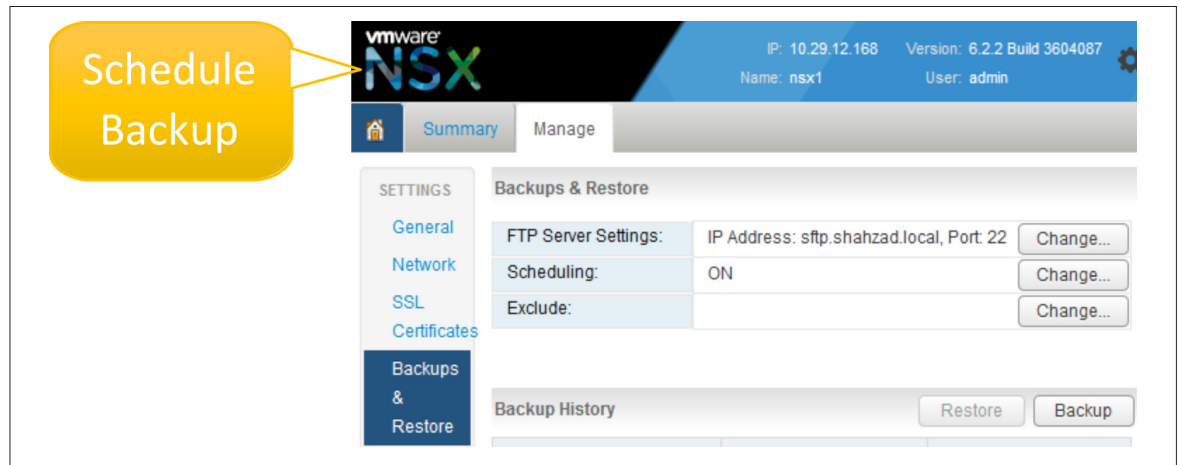 Schedule
Backup
vmware
NSX
IP: 10.29.12.168 Version: 6.2.2 Build 3604087
Name: nsx1 User: admin
Summary Manage
SETTINGS
General
Network
SSL
Certificates
Backups
&
Restore
Backups & Restore
FTP Server Settings: IP Address: sftp.shahzad.local, Port: 22 Change...
Scheduling: ON Change...
Exclude: Change...
Backup History Restore Backup